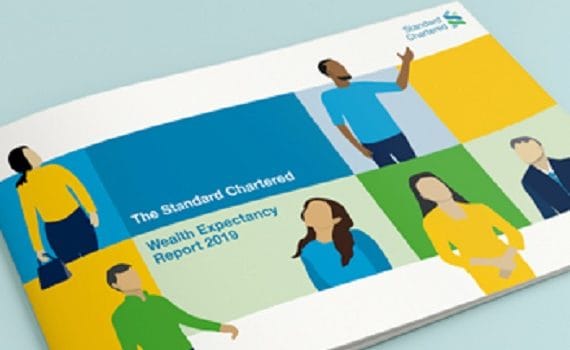 Standard
Chartered
The Standard Chartered
Wealth Expectancy
Report 2019